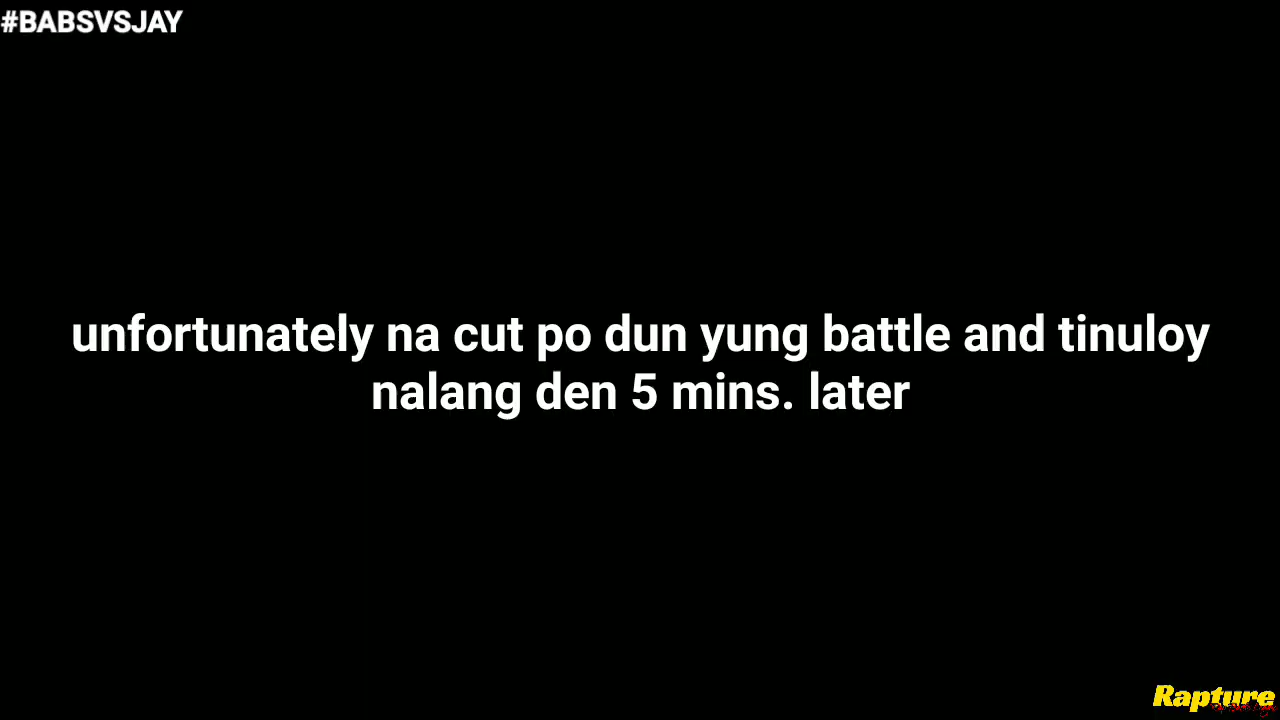 #BABSVSJAY
unfortunately na cut po dun yung battle and tinuloy
nalang den 5 mins. later
Rapture